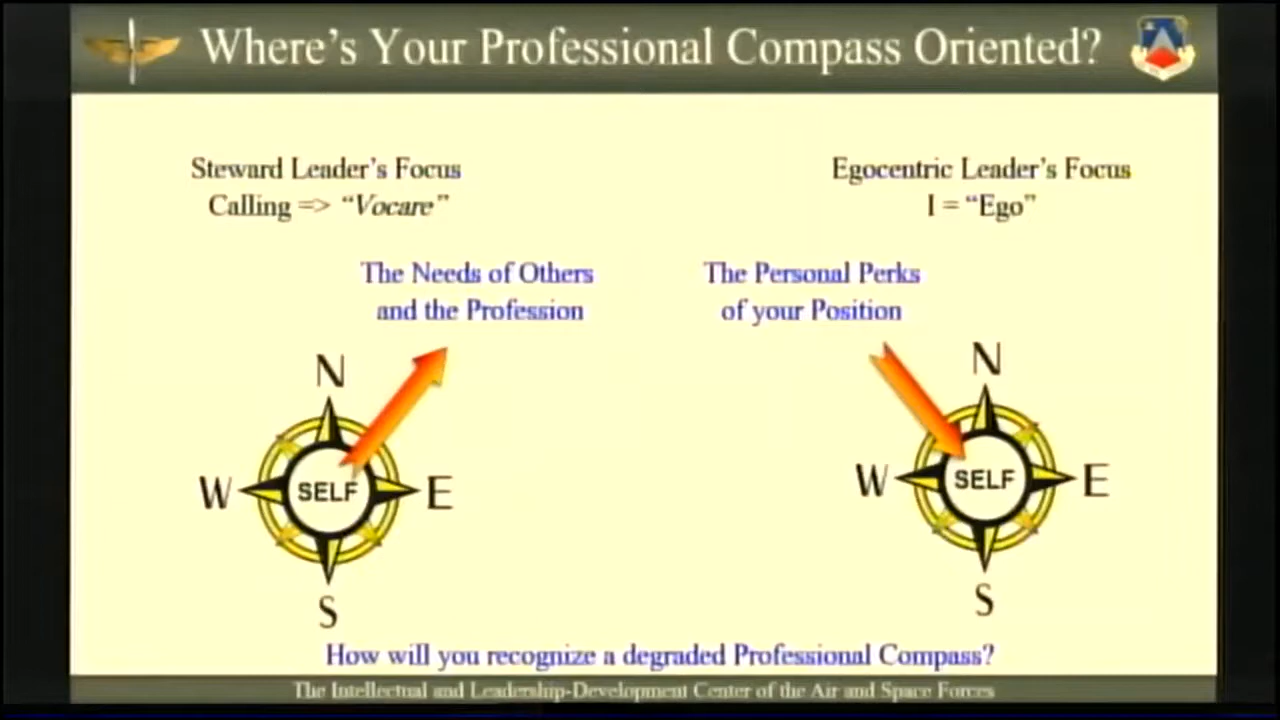 Where's Your Professional Compass Oriented?
Steward Leader's Focus
Calling => "Vocare"
Egocentric Leader's Focus
I = "Ego"
The Needs of Others
and the Profession
The Personal Perks
of your Position
N
W
SELF
E
S
N
W
SELF
E
S
How will you recognize a degraded Professional Compass?
The Intellectual and Leadership-Development Center of the Air and Space Forces